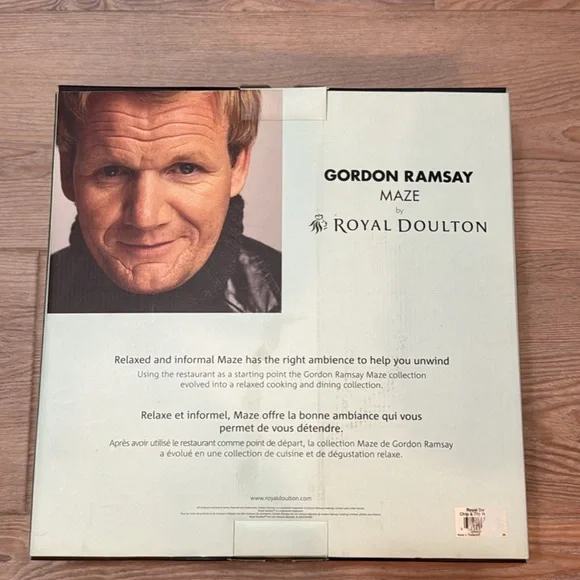 GORDON RAMSAY
MAZE
by
ROYAL DOULTON
Relaxed and informal Maze has the right ambience to help you unwind
Using the restaurant as a starting point the Gordon Ramsay Maze collection
evolved into a relaxed cooking and dining collection.
Relaxe et informel, Maze offre la bonne ambiance qui vous
permet de vous détendre.
Après avoir utilisé le restaurant comme point de départ, la collection Maze de Gordon Ramsay
a évolué en une collection de cuisine et de dégustation relaxe.
www.royaldoulton.com
Royal
Chip &